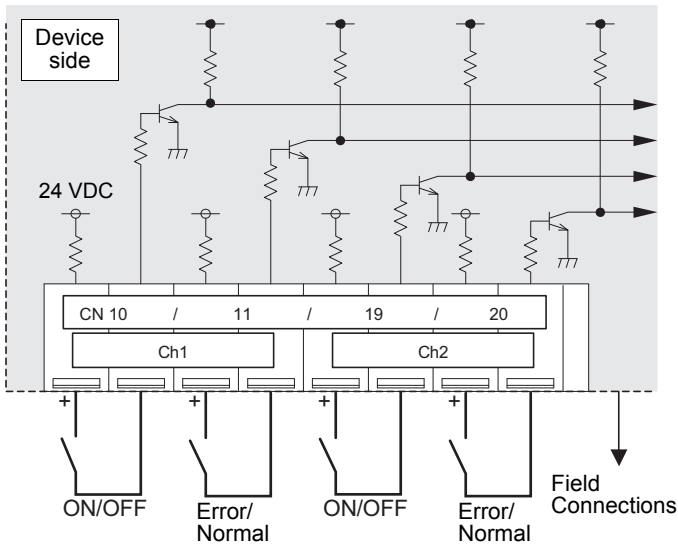 Device
side
24 VDC
CN 10 / 11 / 19 / 20
Ch1 Ch2
+ + + +
ON/OFF Error/
Normal ON/OFF Error/
Normal
Field
Connections